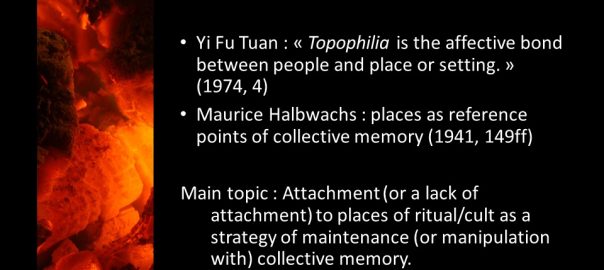 • Yi Fu Tuan : « Topophilia is the affective bond
between people and place or setting. »
(1974, 4)
• Maurice Halbwachs : places as reference
points of collective memory (1941, 149ff)
Main topic : Attachment (or a lack of
attachment) to places of ritual/cult as a
strategy of maintenance (or manipulation
with) collective memory.